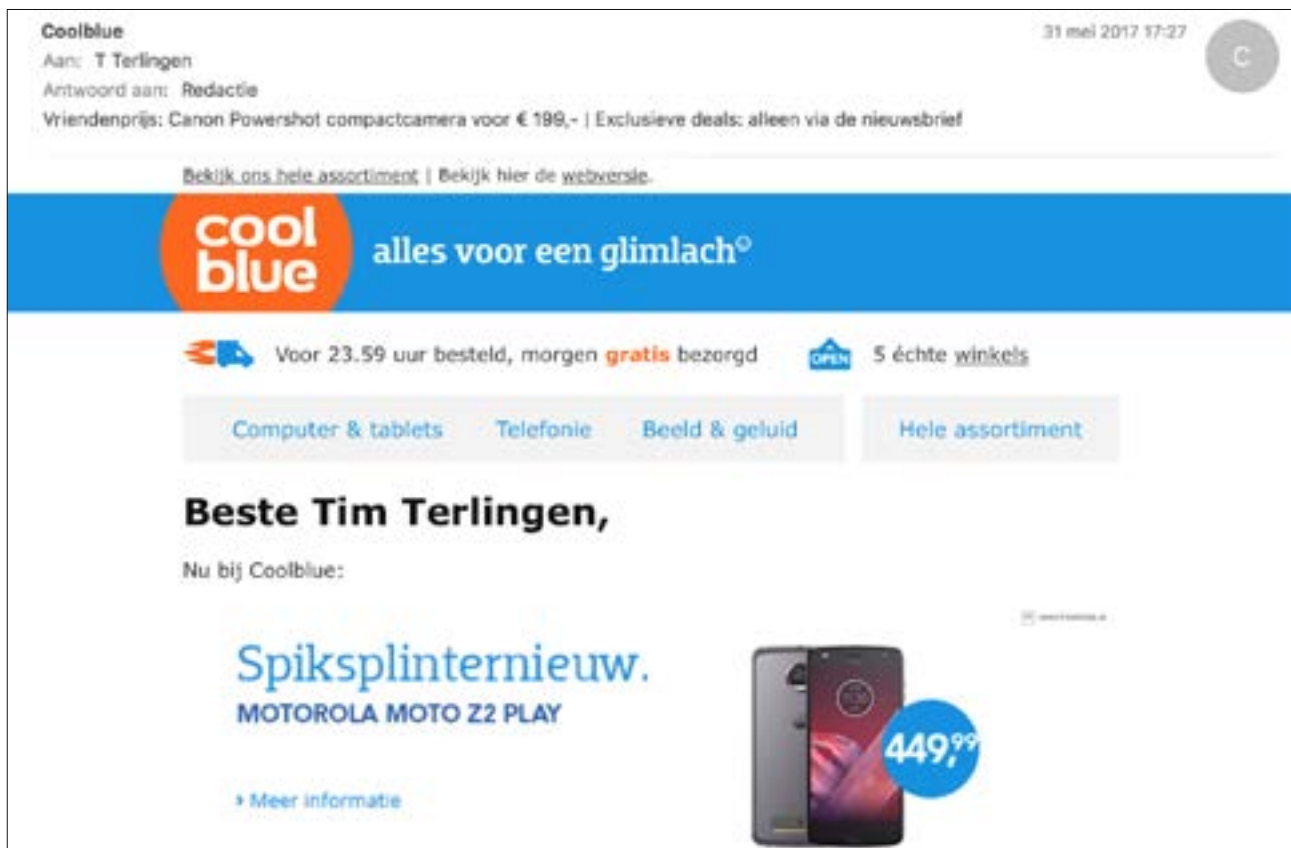 Coolblue
31 mei 2017 17:27
C
Aan: T Terlingen
Antwoord aan: Redactie
Vriendenprijs: Canon Powershot compactcamera voor € 199,- | Exclusieve deals: alleen via de nieuwsbrief
Bekijk ons hele assortiment | Bekijk hier de webversie.
cool
blue
alles voor een glimlach
Voor 23.59 uur besteld, morgen gratis bezorgd
OPEN
5 échte winkels
Computer & tablets Telefonie Beeld & geluid Hele assortiment
Beste Tim Terlingen,
Nu bij Coolblue:
Spiksplinternieuw.
MOTOROLA MOTO Z2 PLAY
449,99
› Meer informatie